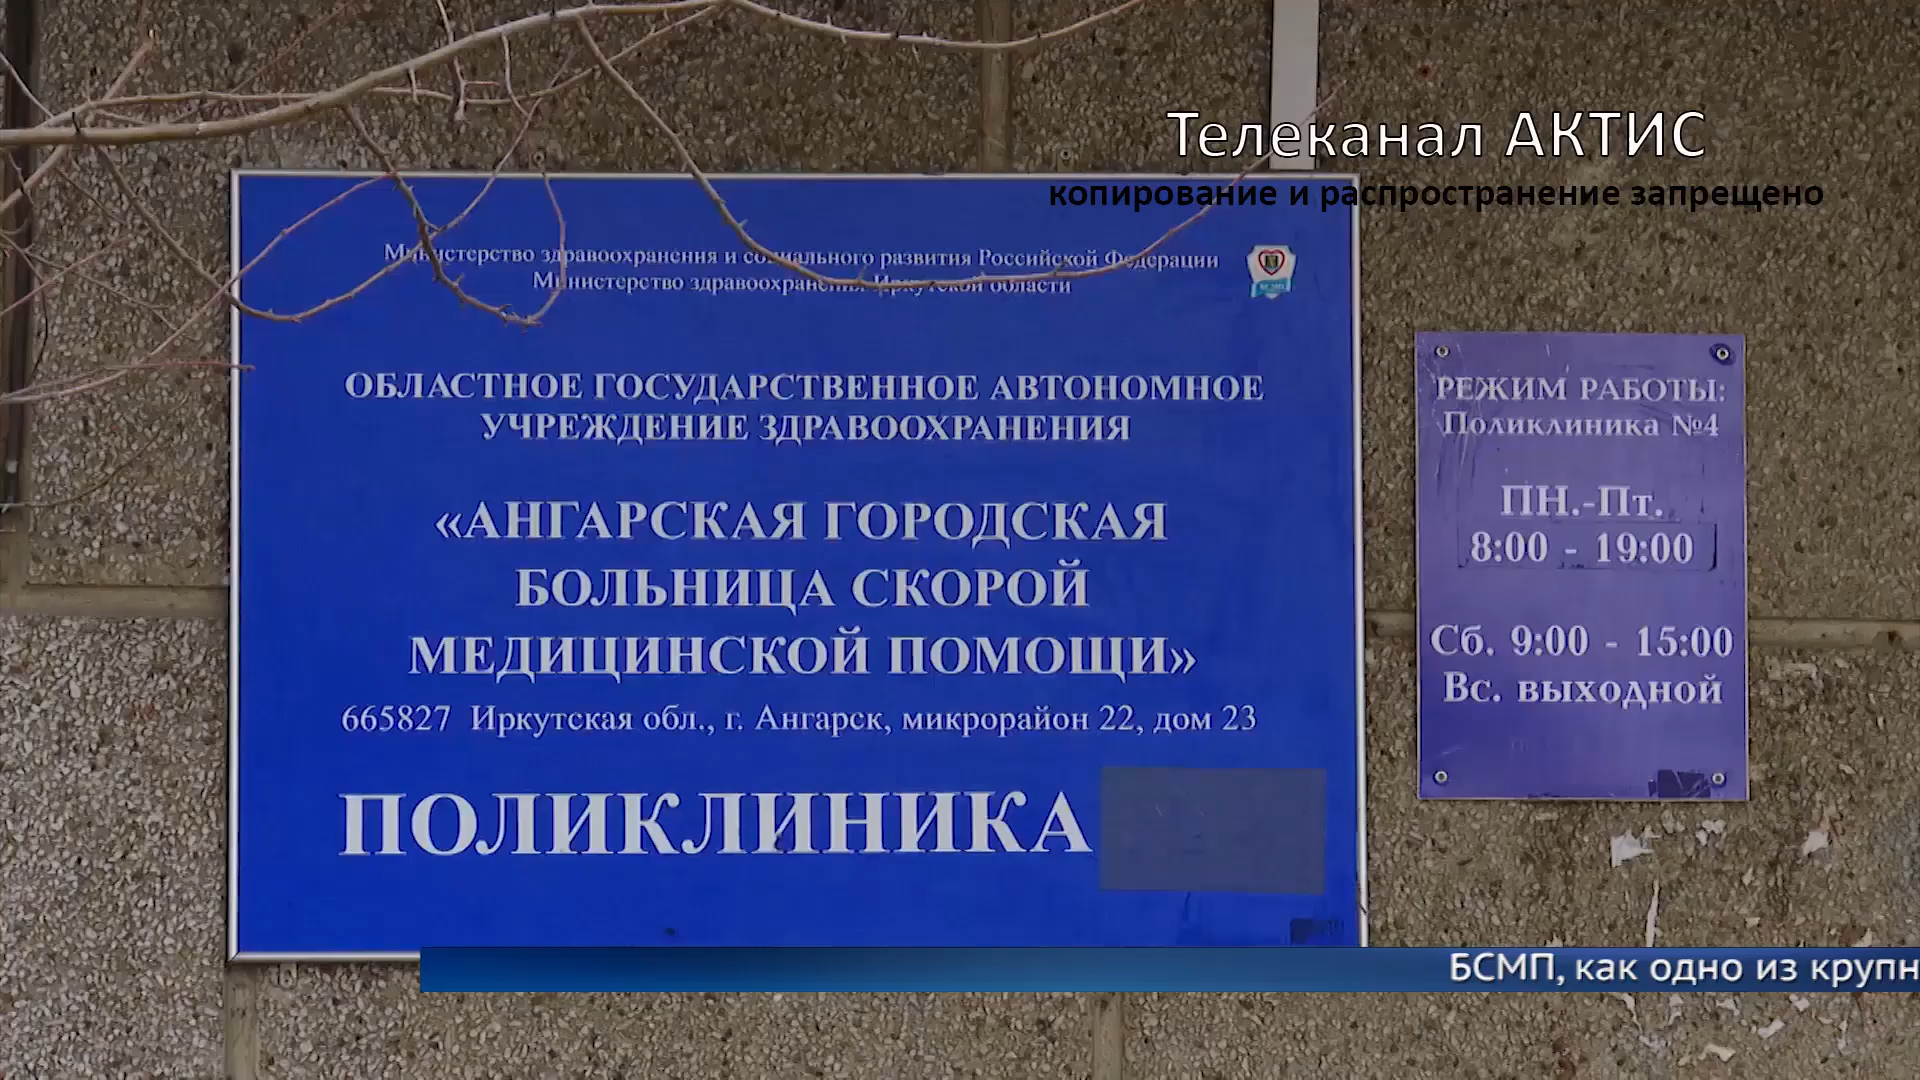 Телеканал АКТИС
копирование и распространение запрещено
Министерство здравоохранения и социального развития Российской Федерации
Министерство здравоохранения Иркутской области
ОБЛАСТНОЕ ГОСУДАРСТВЕННОЕ АВТОНОМНОЕ
УЧРЕЖДЕНИЕ ЗДРАВООХРАНЕНИЯ
«АНГАРСКАЯ ГОРОДСКАЯ
БОЛЬНИЦА СКОРОЙ
МЕДИЦИНСКОЙ ПОМОЩИ»
665827 Иркутская обл., г. Ангарск, микрорайон 22, дом 23
ПОЛИКЛИНИКА
РЕЖИМ РАБОТЫ:
Поликлиника №4
ПН.-Пт.
8:00 - 19:00
Сб. 9:00 - 15:00
Вс. выходной
БСМП, как одно из крупн